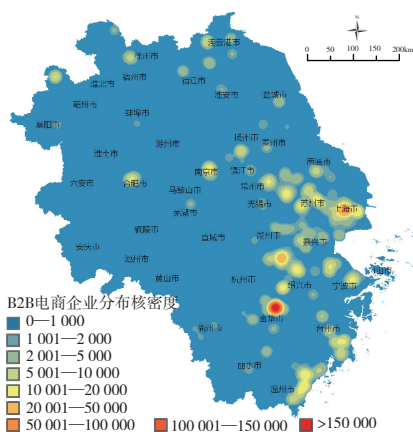 N
0 50 100 200km
连云港市
徐州市
宿迁市
淮北市
宿州市
淮安市
盐城市
亳州市
蚌埠市
阜阳市
扬州市
泰州市
淮南市
滁州市
南通市
南京市
镇江市
六安市
合肥市
常州市
马鞍山市
芜湖市
无锡市
苏州市
上海市
铜陵市
宣城市
湖州市
嘉兴市
安庆市
池州市
黄山市
杭州市
绍兴市
宁波市
舟山市
金华市
衢州市
台州市
丽水市
温州市
B2B电商企业分布核密度
0—1 000
1 001—2 000
2 001—5 000
5 001—10 000
10 001—20 000
20 001—50 000
50 001—100 000 100 001—150 000 >150 000